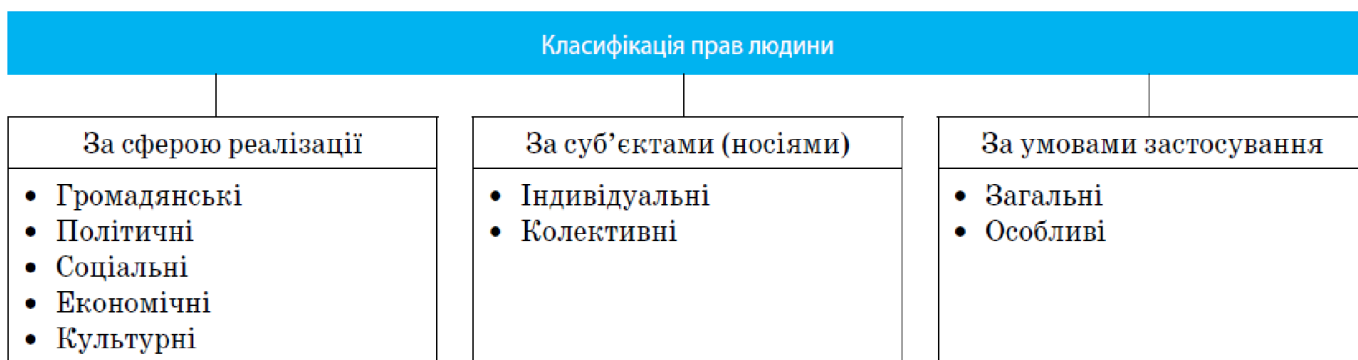 Класифікація прав людини
За сферою реалізації
• Громадянські
• Політичні
• Соціальні
• Економічні
• Культурні
За суб’єктами (носіями)
• Індивідуальні
• Колективні
За умовами застосування
• Загальні
• Особливі